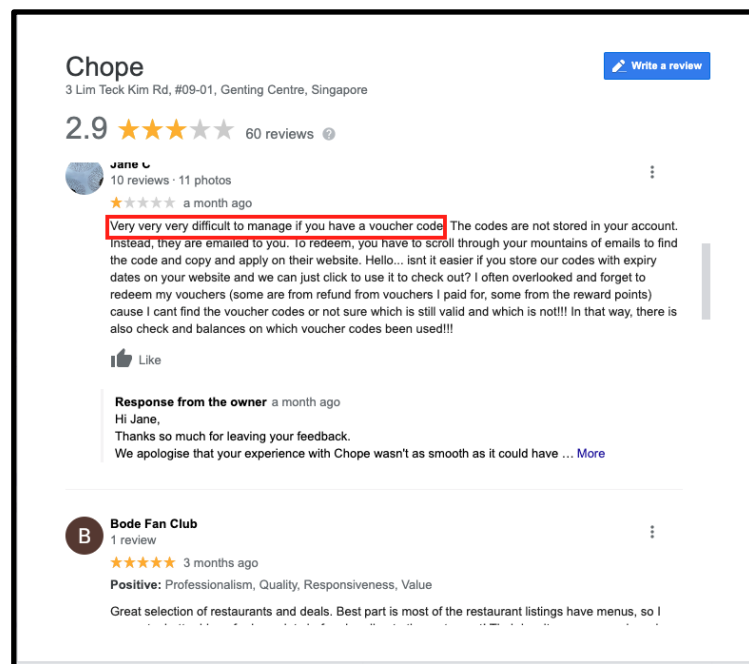 Chope
Write a review
3 Lim Teck Kim Rd, #09-01, Genting Centre, Singapore
2.9 60 reviews
Jane C
10 reviews · 11 photos
a month ago
Very very very difficult to manage if you have a voucher code. The codes are not stored in your account.
Instead, they are emailed to you. To redeem, you have to scroll through your mountains of emails to find
the code and copy and apply on their website. Hello... isnt it easier if you store our codes with expiry
dates on your website and we can just click to use it to check out? I often overlooked and forget to
redeem my vouchers (some are from refund from vouchers I paid for, some from the reward points)
cause I cant find the voucher codes or not sure which is still valid and which is not!!! In that way, there is
also check and balances on which voucher codes been used!!!
Like
Response from the owner a month ago
Hi Jane,
Thanks so much for leaving your feedback.
We apologise that your experience with Chope wasn't as smooth as it could have … More
B
Bode Fan Club
1 review
3 months ago
Positive: Professionalism, Quality, Responsiveness, Value
Great selection of restaurants and deals. Best part is most of the restaurant listings have menus, so I